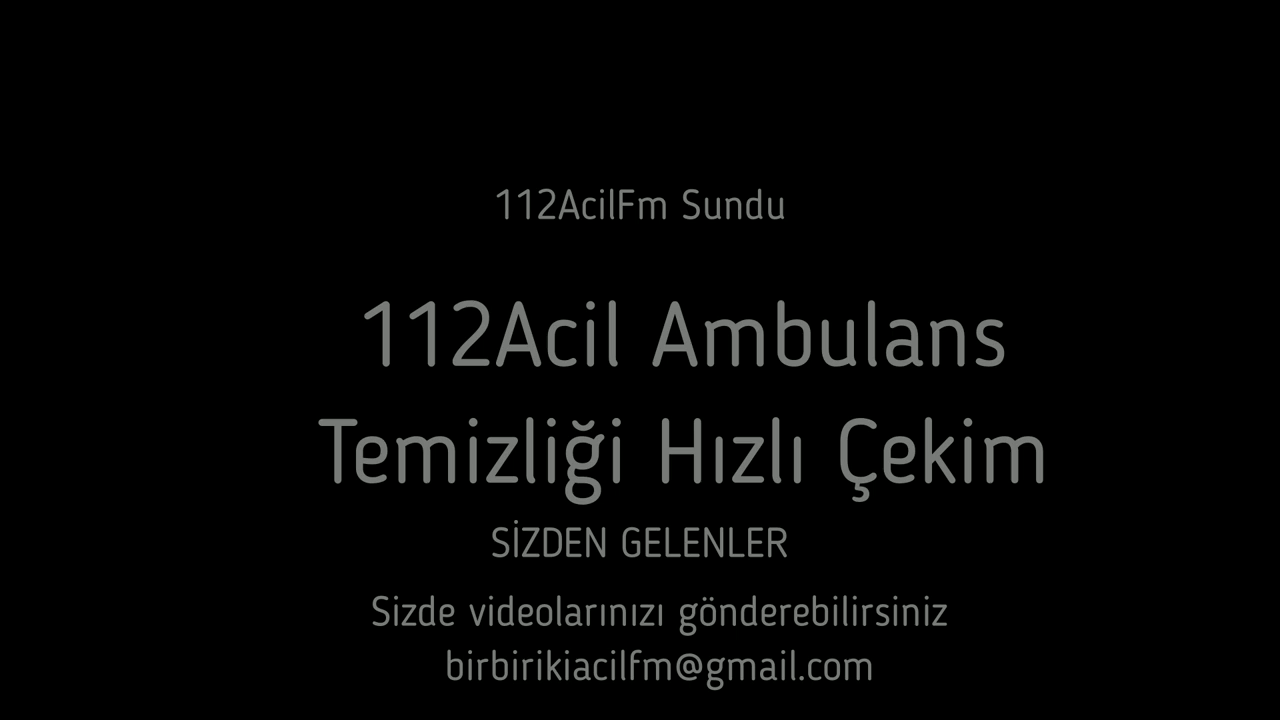 112AcilFm Sundu
112Acil Ambulans
Temizliği Hızlı Çekim
SİZDEN GELENLER
Sizde videolarınızı gönderebilirsiniz
birbirikiacilfm@gmail.com